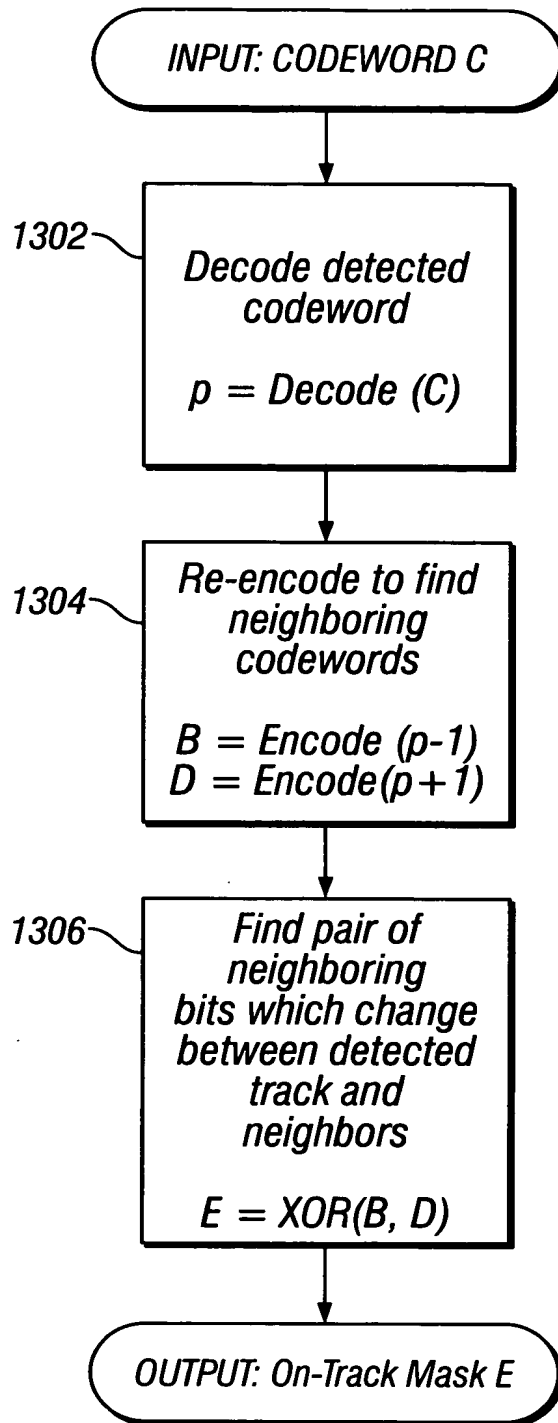 INPUT: CODEWORD C
1302
Decode detected
codeword
p = Decode (C)
1304
Re-encode to find
neighboring
codewords
B = Encode (p-1)
D = Encode(p+1)
1306
Find pair of
neighboring
bits which change
between detected
track and
neighbors
E = XOR(B, D)
OUTPUT: On-Track Mask E